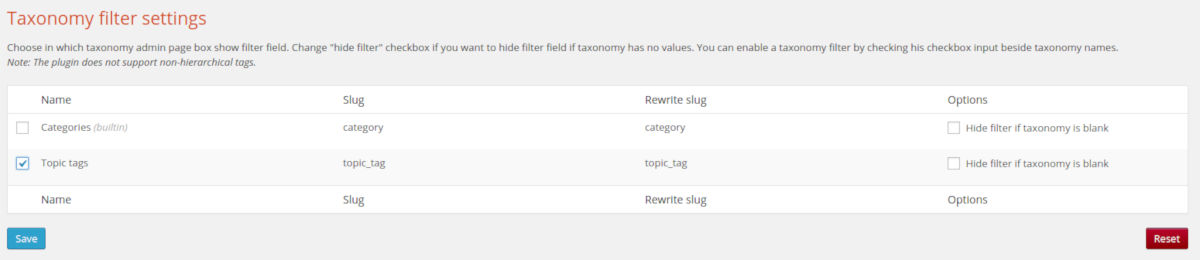 Taxonomy filter settings
Choose in which taxonomy admin page box show filter field. Change "hide filter" checkbox if you want to hide filter field if taxonomy has no values. You can enable a taxonomy filter by checking his checkbox input beside taxonomy names.
Note: The plugin does not support non-hierarchical tags.
Name Slug Rewrite slug Options
Categories (builtin) category category Hide filter if taxonomy is blank
Topic tags topic_tag topic_tag Hide filter if taxonomy is blank
Name Slug Rewrite slug Options
Save Reset